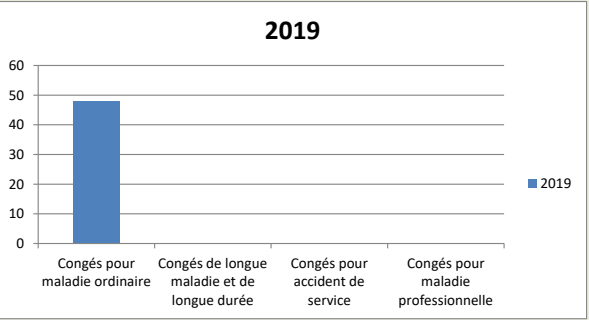 2019
60
50
40
30
20
10
0
2019
Congés pour
maladie ordinaire
Congés de longue
maladie et de
longue durée
Congés pour
accident de
service
Congés pour
maladie
professionnelle